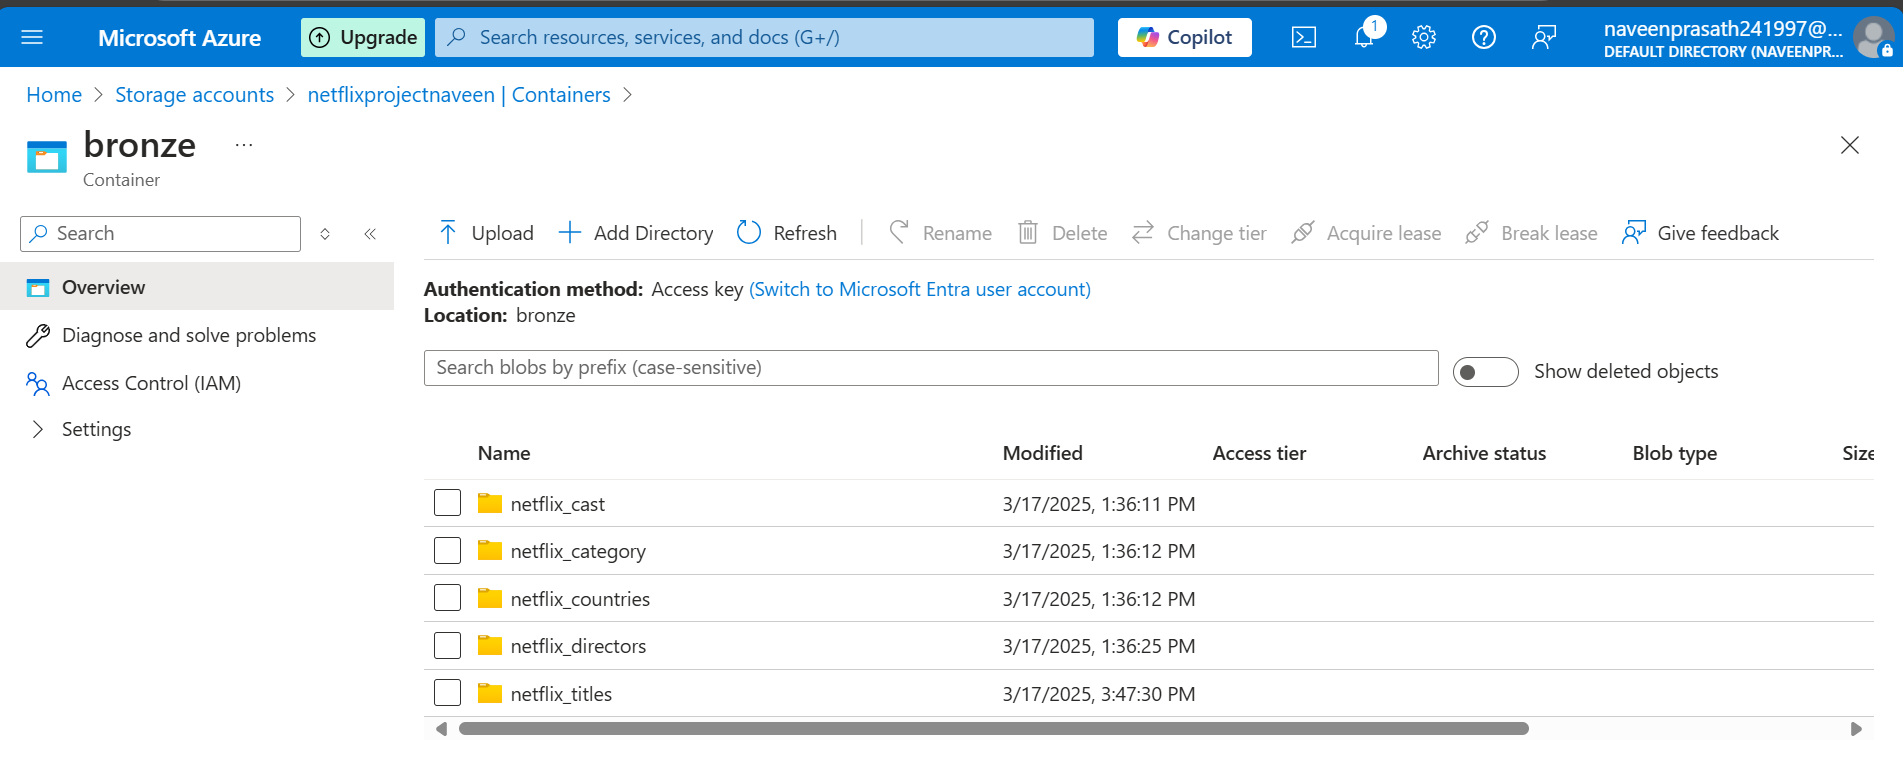 Microsoft Azure
Upgrade
Search resources, services, and docs (G+/)
Copilot
1
naveenprasath241997@...
DEFAULT DIRECTORY (NAVEENPR...
Home > Storage accounts > netflixprojectnaveen | Containers >
bronze ...
Container
Search
Overview
Diagnose and solve problems
Access Control (IAM)
Settings
Upload Add Directory Refresh Rename Delete Change tier Acquire lease Break lease Give feedback
Authentication method: Access key (Switch to Microsoft Entra user account)
Location: bronze
Search blobs by prefix (case-sensitive)
Show deleted objects
Name Modified Access tier Archive status Blob type Size
netflix_cast 3/17/2025, 1:36:11 PM
netflix_category 3/17/2025, 1:36:12 PM
netflix_countries 3/17/2025, 1:36:12 PM
netflix_directors 3/17/2025, 1:36:25 PM
netflix_titles 3/17/2025, 3:47:30 PM